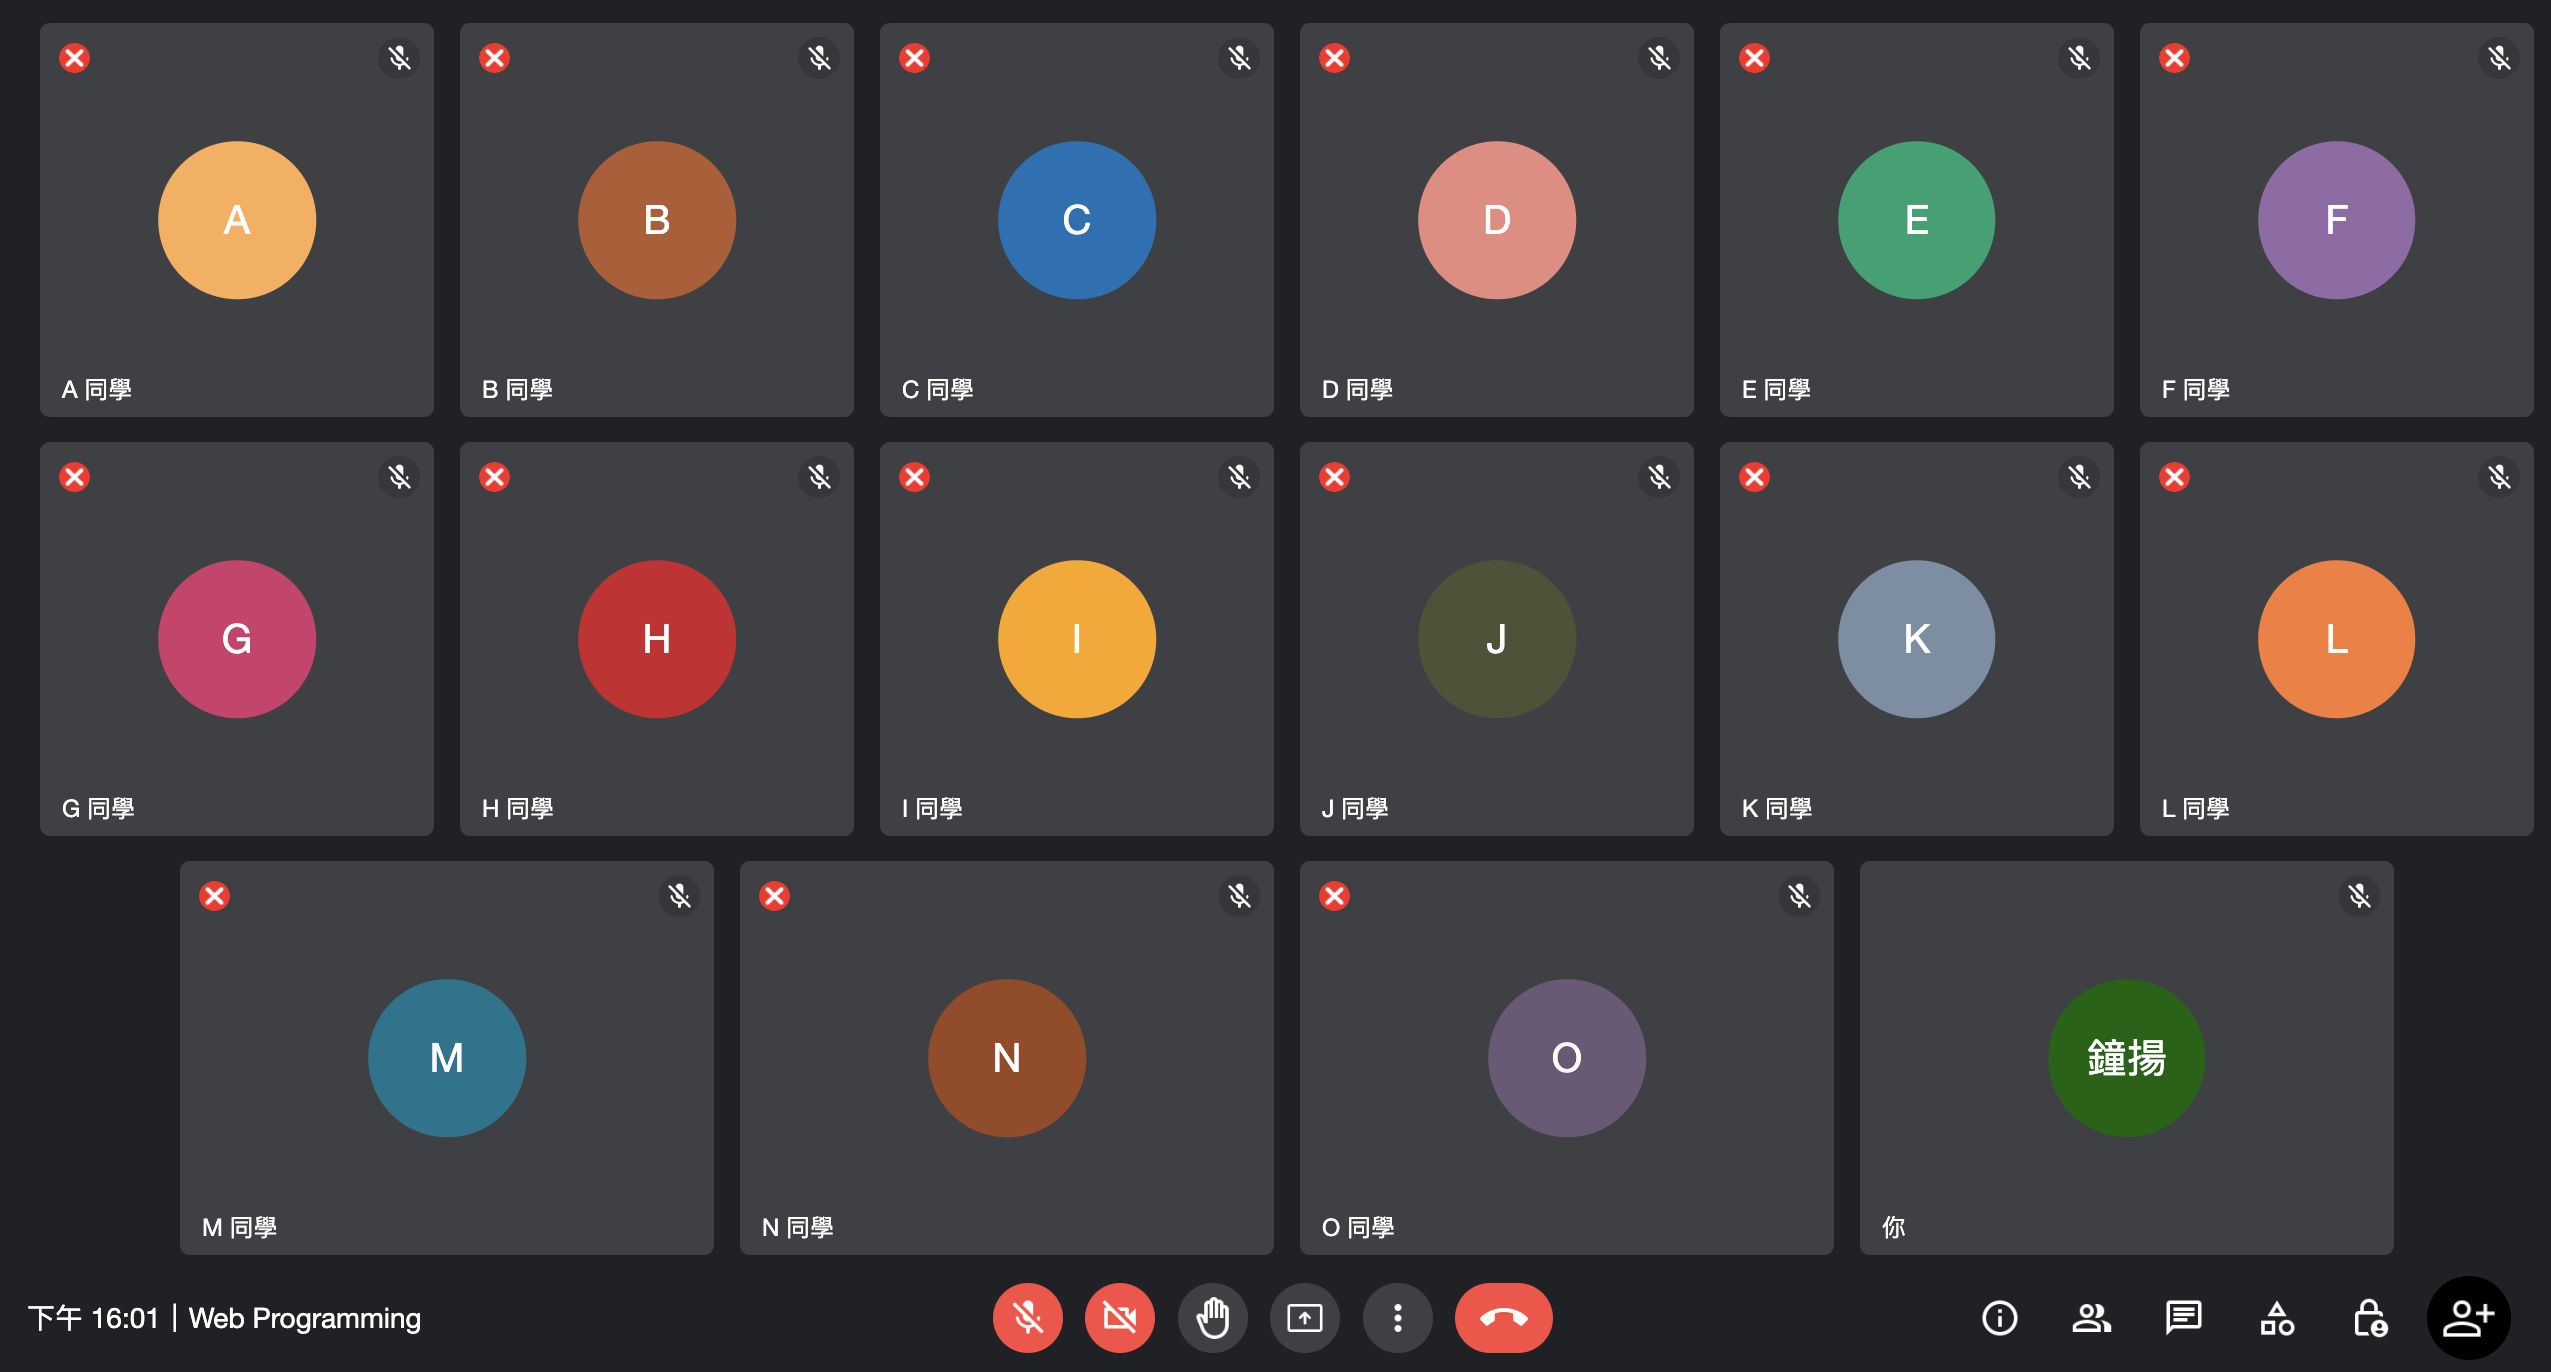 A
A 同學
B
B 同學
C
C 同學
D
D 同學
E
E 同學
F
F 同學
G
G 同學
H
H 同學
I
I 同學
J
J 同學
K
K 同學
L
L 同學
M
M 同學
N
N 同學
O
O 同學
鐘揚
你
下午 16:01｜Web Programming